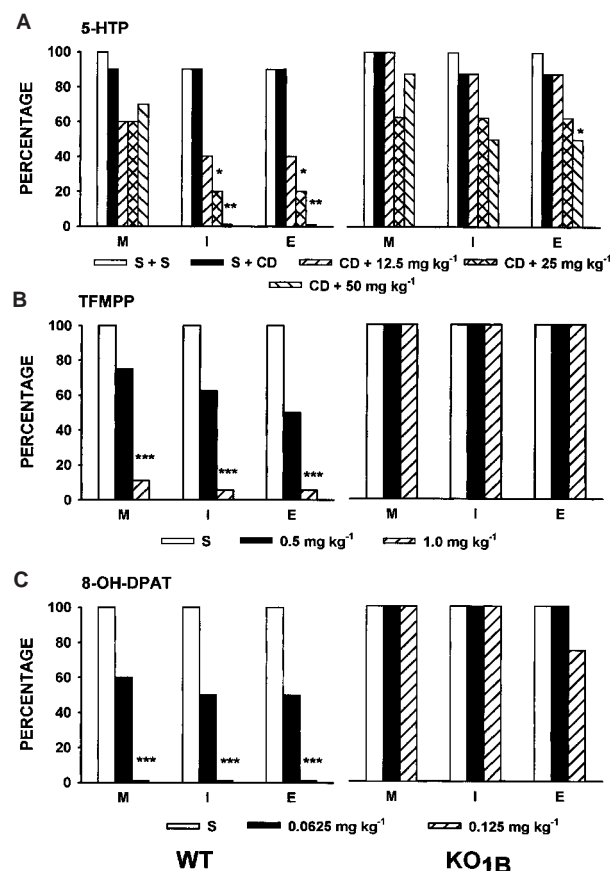 A
5-HTP
PERCENTAGE
100
80
60
40
20
0
*
**
*
**
*
M I E M I E
S + S S + CD CD + 12.5 mg kg⁻¹ CD + 25 mg kg⁻¹
CD + 50 mg kg⁻¹
B
TFMPP
PERCENTAGE
100
80
60
40
20
0
*** *** ***
M I E M I E
S 0.5 mg kg⁻¹ 1.0 mg kg⁻¹
C
8-OH-DPAT
PERCENTAGE
100
80
60
40
20
0
*** *** ***
M I E M I E
S 0.0625 mg kg⁻¹ 0.125 mg kg⁻¹
WT KO1B